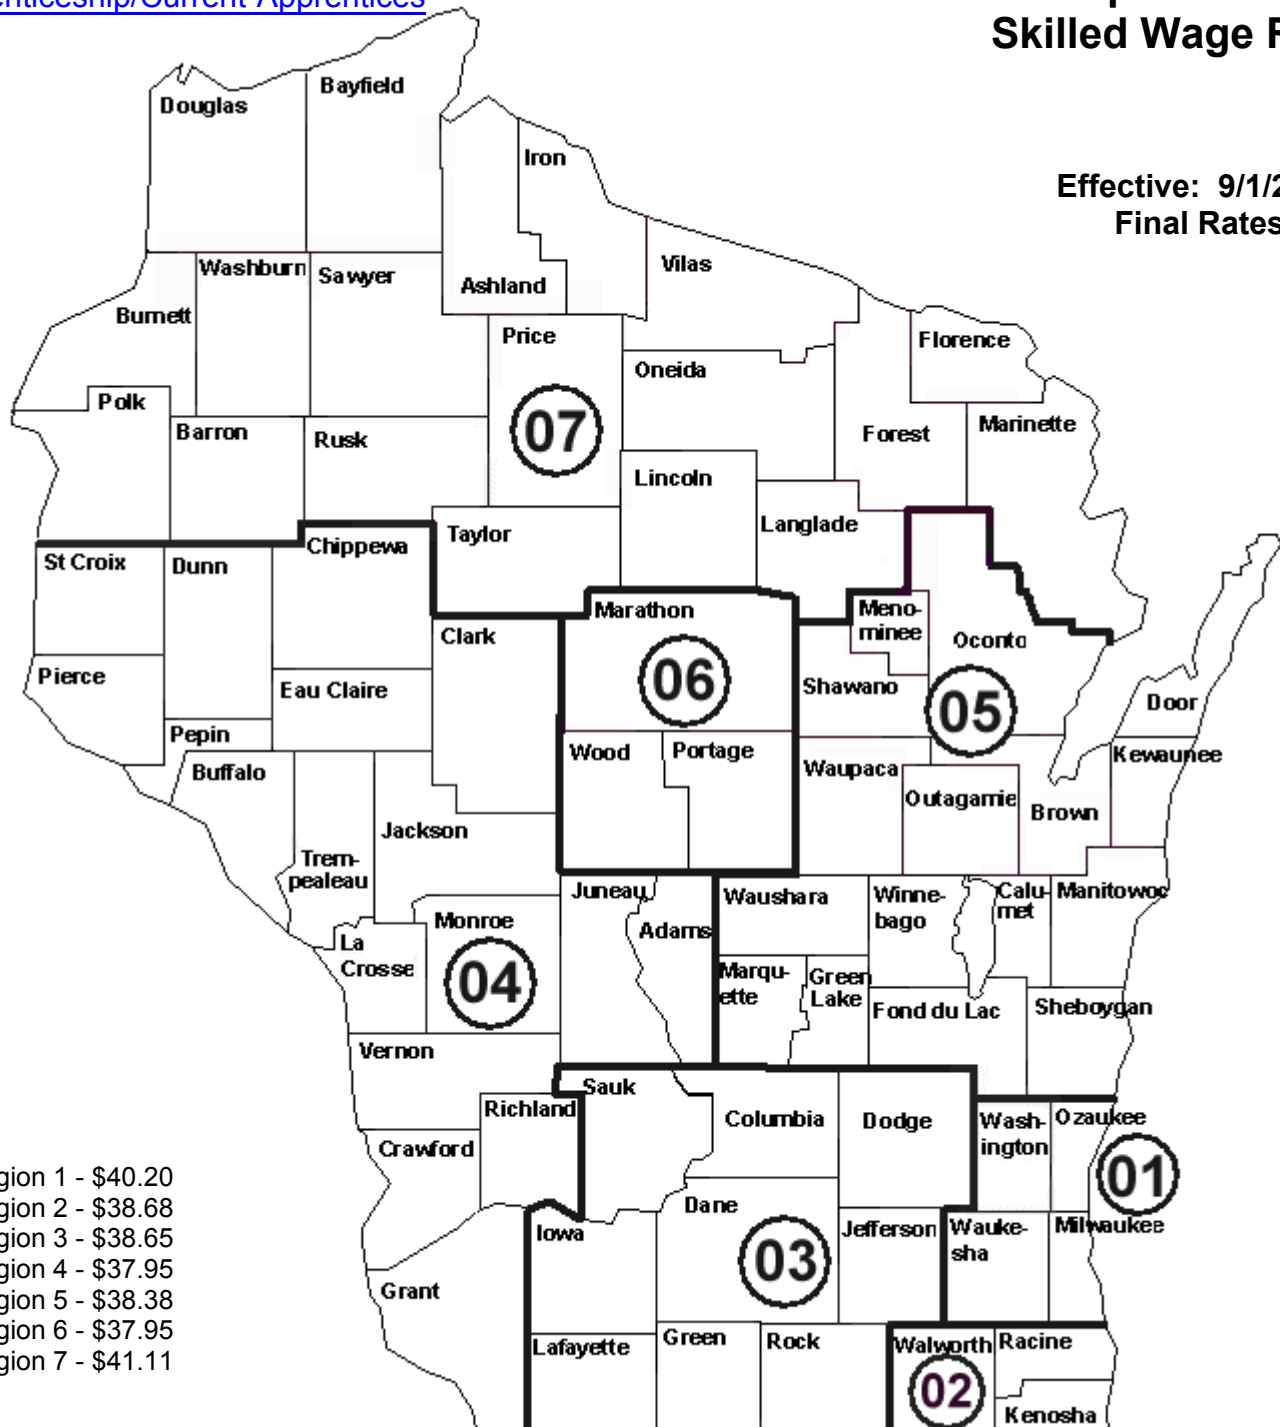 enticeship/Current-Apprentices
Skilled Wage R
Effective: 9/1/2
Final Rates
Douglas
Bayfield
Iron
Vilas
Washburn
Sawyer
Ashland
Burnett
Price
Florence
Oneida
Polk
Barron
Rusk
07
Forest
Marinette
Lincoln
Langlade
Taylor
Chippewa
St Croix
Dunn
Marathon
Meno-
minee
Clark
Oconto
06
Pierce
Eau Claire
Shawano
05
Door
Pepin
Buffalo
Wood
Portage
Waupaca
Kewaunee
Outagamie
Brown
Jackson
Trem-
pealeau
Juneau
Waushara
Winne-
bago
Calu-
met
Manitowoc
Monroe
Adams
La
Crosse
04
Marqu-
ette
Green
Lake
Fond du Lac
Sheboygan
Vernon
Sauk
Richland
Columbia
Dodge
Wash-
ington
Ozaukee
Crawford
01
Dane
Iowa
Jefferson
Wauke-
sha
Milwaukee
03
Grant
Lafayette
Green
Rock
Walworth
Racine
02
Kenosha
gion 1 - $40.20
gion 2 - $38.68
gion 3 - $38.65
gion 4 - $37.95
gion 5 - $38.38
gion 6 - $37.95
gion 7 - $41.11